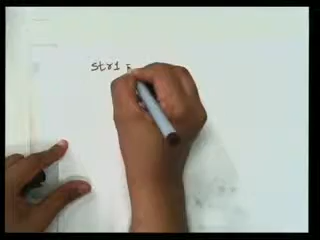 str1 =